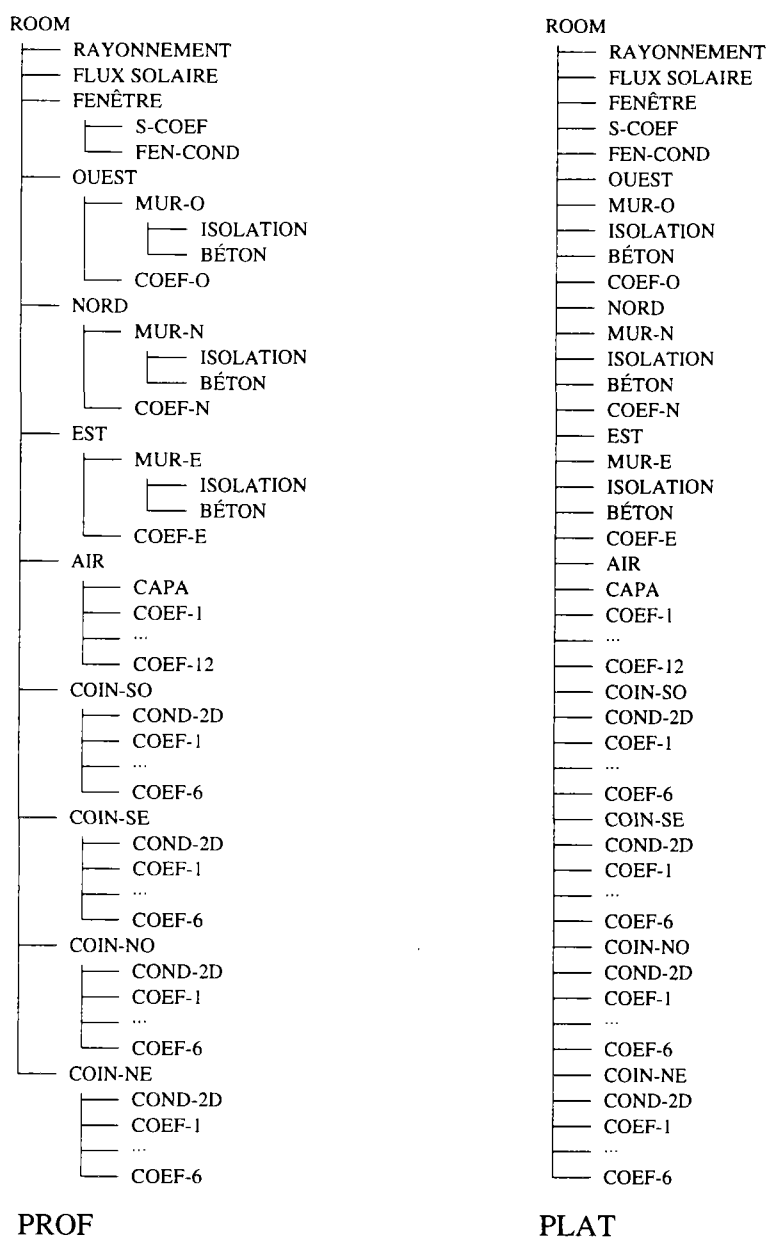 ROOM
RAYONNEMENT
FLUX SOLAIRE
FENÊTRE
S-COEF
FEN-COND
OUEST
MUR-O
ISOLATION
BÉTON
COEF-O
NORD
MUR-N
ISOLATION
BÉTON
COEF-N
EST
MUR-E
ISOLATION
BÉTON
COEF-E
AIR
CAPA
COEF-1
...
COEF-12
COIN-SO
COND-2D
COEF-1
...
COEF-6
COIN-SE
COND-2D
COEF-1
...
COEF-6
COIN-NO
COND-2D
COEF-1
...
COEF-6
COIN-NE
COND-2D
COEF-1
...
COEF-6
PROF
ROOM
RAYONNEMENT
FLUX SOLAIRE
FENÊTRE
S-COEF
FEN-COND
OUEST
MUR-O
ISOLATION
BÉTON
COEF-O
NORD
MUR-N
ISOLATION
BÉTON
COEF-N
EST
MUR-E
ISOLATION
BÉTON
COEF-E
AIR
CAPA
COEF-1
...
COEF-12
COIN-SO
COND-2D
COEF-1
...
COEF-6
COIN-SE
COND-2D
COEF-1
...
COEF-6
COIN-NO
COND-2D
COEF-1
...
COEF-6
COIN-NE
COND-2D
COEF-1
...
COEF-6
PLAT